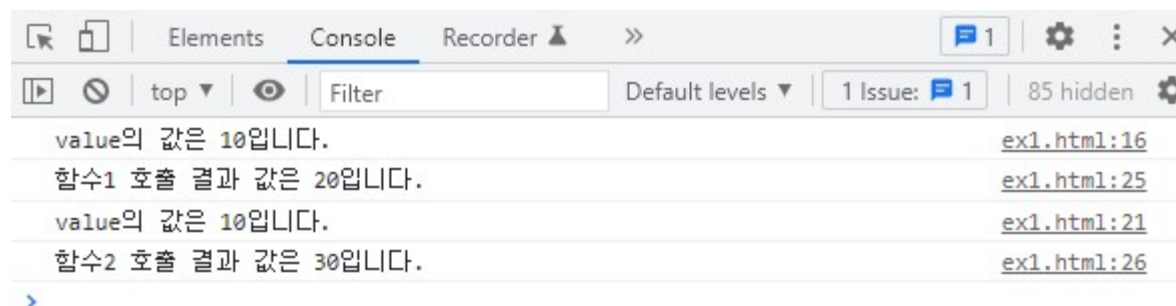 Elements Console Recorder » 1
top ▼ Filter Default levels ▼ 1 Issue: 1 85 hidden
value의 값은 10입니다. ex1.html:16
함수1 호출 결과 값은 20입니다. ex1.html:25
value의 값은 10입니다. ex1.html:21
함수2 호출 결과 값은 30입니다. ex1.html:26